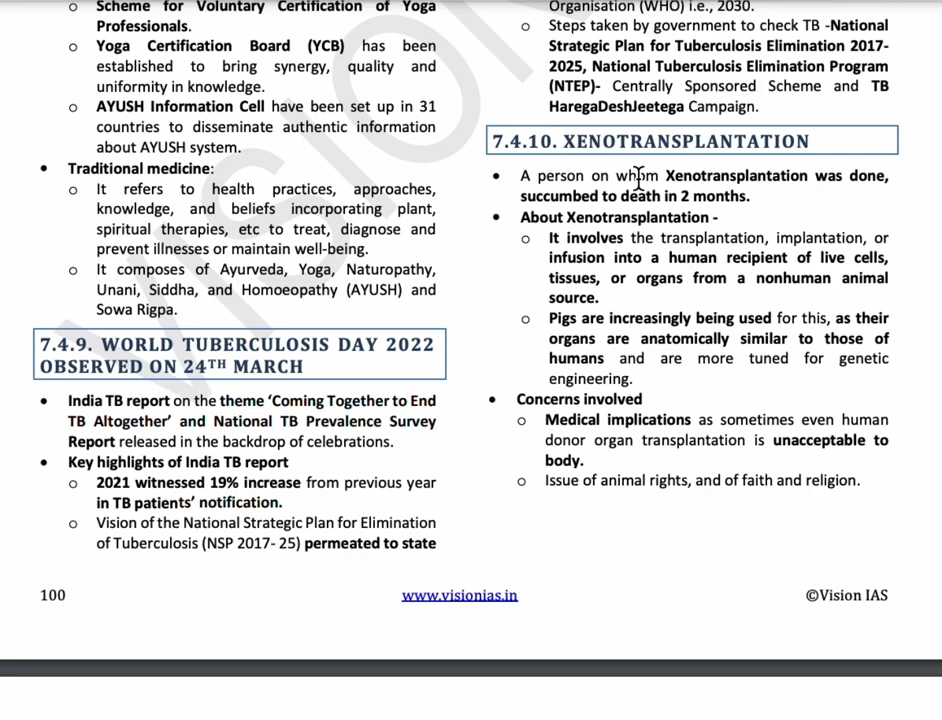 o Scheme for Voluntary Certification of Yoga
Professionals.
o Yoga Certification Board (YCB) has been
established to bring synergy, quality and
uniformity in knowledge.
o AYUSH Information Cell have been set up in 31
countries to disseminate authentic information
about AYUSH system.
• Traditional medicine:
o It refers to health practices, approaches,
knowledge, and beliefs incorporating plant,
spiritual therapies, etc to treat, diagnose and
prevent illnesses or maintain well-being.
o It composes of Ayurveda, Yoga, Naturopathy,
Unani, Siddha, and Homoeopathy (AYUSH) and
Sowa Rigpa.
7.4.9. WORLD TUBERCULOSIS DAY 2022
OBSERVED ON 24TH MARCH
• India TB report on the theme ‘Coming Together to End
TB Altogether’ and National TB Prevalence Survey
Report released in the backdrop of celebrations.
• Key highlights of India TB report
o 2021 witnessed 19% increase from previous year
in TB patients’ notification.
o Vision of the National Strategic Plan for Elimination
of Tuberculosis (NSP 2017- 25) permeated to state
Organisation (WHO) i.e., 2030.
o Steps taken by government to check TB -National
Strategic Plan for Tuberculosis Elimination 2017-
2025, National Tuberculosis Elimination Program
(NTEP)- Centrally Sponsored Scheme and TB
HaregaDeshJeetega Campaign.
7.4.10. XENOTRANSPLANTATION
• A person on whom Xenotransplantation was done,
succumbed to death in 2 months.
• About Xenotransplantation -
o It involves the transplantation, implantation, or
infusion into a human recipient of live cells,
tissues, or organs from a nonhuman animal
source.
o Pigs are increasingly being used for this, as their
organs are anatomically similar to those of
humans and are more tuned for genetic
engineering.
• Concerns involved
o Medical implications as sometimes even human
donor organ transplantation is unacceptable to
body.
o Issue of animal rights, and of faith and religion.
100
www.visionias.in
©Vision IAS
VISION